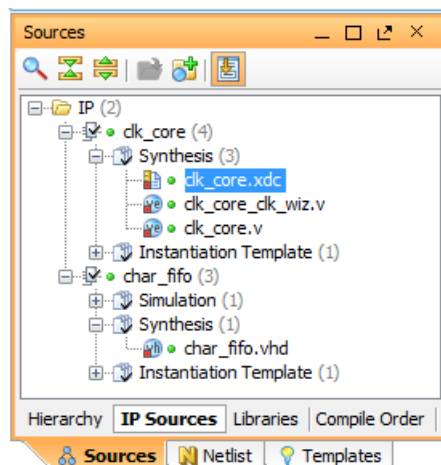 Sources
IP (2)
clk_core (4)
Synthesis (3)
clk_core.xdc
clk_core_clk_wiz.v
clk_core.v
Instantiation Template (1)
char_fifo (3)
Simulation (1)
Synthesis (1)
char_fifo.vhd
Instantiation Template (1)
Hierarchy IP Sources Libraries Compile Order
Sources Netlist Templates